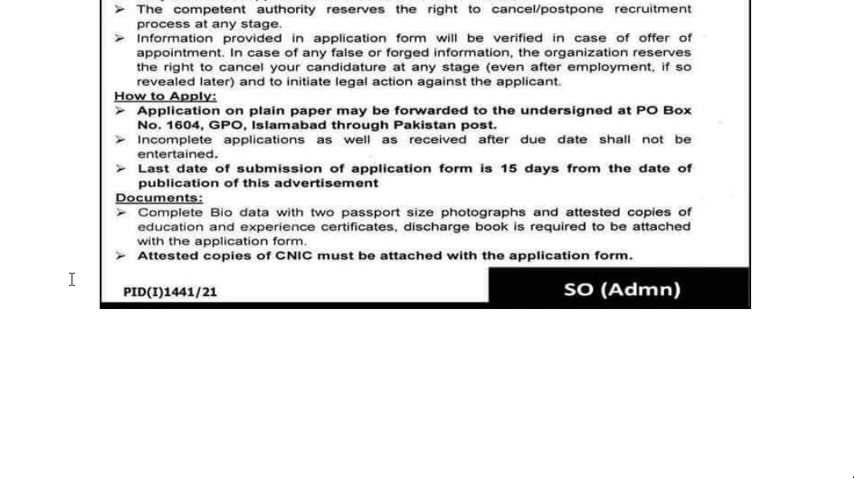 ➢ The competent authority reserves the right to cancel/postpone recruitment
process at any stage.
➢ Information provided in application form will be verified in case of offer of
appointment. In case of any false or forged information, the organization reserves
the right to cancel your candidature at any stage (even after employment, if so
revealed later) and to initiate legal action against the applicant.
How to Apply:
➢ Application on plain paper may be forwarded to the undersigned at PO Box
No. 1604, GPO, Islamabad through Pakistan post.
➢ Incomplete applications as well as received after due date shall not be
entertained.
➢ Last date of submission of application form is 15 days from the date of
publication of this advertisement
Documents:
➢ Complete Bio data with two passport size photographs and attested copies of
education and experience certificates, discharge book is required to be attached
with the application form.
➢ Attested copies of CNIC must be attached with the application form.
PID(I)1441/21
SO (Admn)